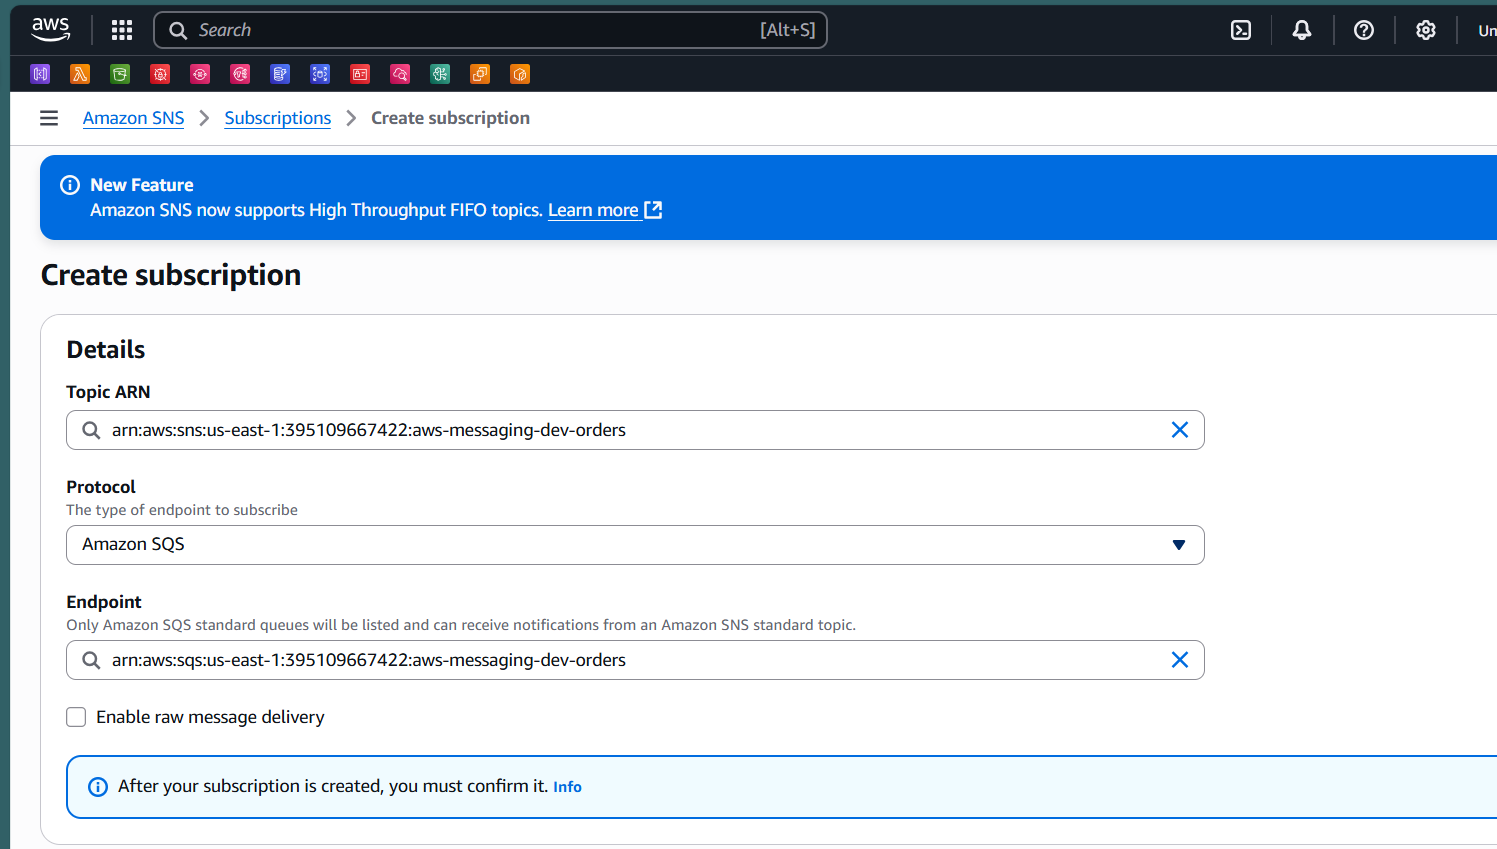 aws
Search [Alt+S]
Un
Amazon SNS > Subscriptions > Create subscription
New Feature
Amazon SNS now supports High Throughput FIFO topics. Learn more
Create subscription
Details
Topic ARN
arn:aws:sns:us-east-1:395109667422:aws-messaging-dev-orders
Protocol
The type of endpoint to subscribe
Amazon SQS
Endpoint
Only Amazon SQS standard queues will be listed and can receive notifications from an Amazon SNS standard topic.
arn:aws:sqs:us-east-1:395109667422:aws-messaging-dev-orders
Enable raw message delivery
After your subscription is created, you must confirm it. Info